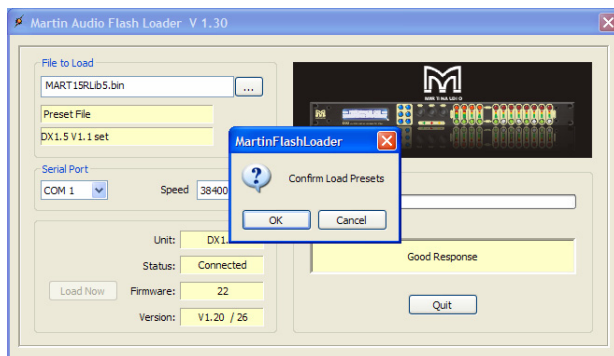 Martin Audio Flash Loader V 1.30
File to Load
MART15RLib5.bin
...
Preset File
DX1.5 V1.1 set
MARTIN AUDIO
Serial Port
COM 1
Speed
38400
MartinFlashLoader
Confirm Load Presets
OK
Cancel
Unit:
DX1.
Status:
Connected
Load Now
Firmware:
22
Version:
V1.20 / 26
Good Response
Quit